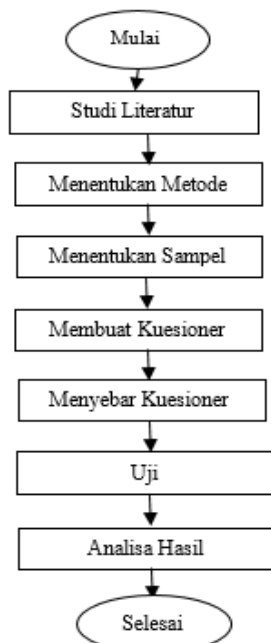 Mulai
Studi Literatur
Menentukan Metode
Menentukan Sampel
Membuat Kuesioner
Menyebar Kuesioner
Uji
Analisa Hasil
Selesai